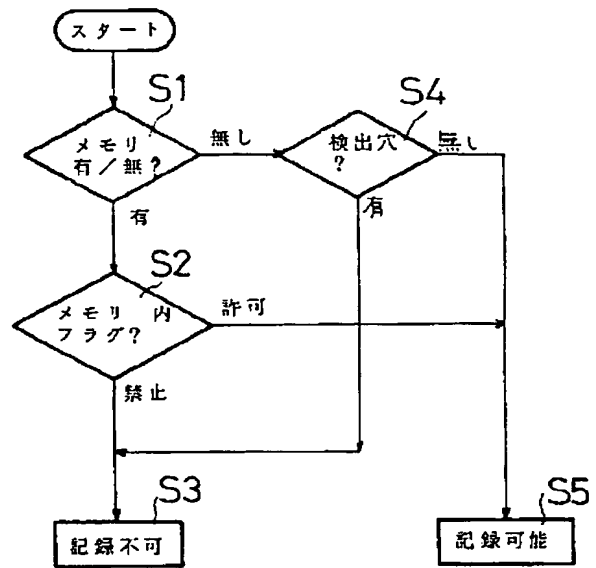 スタート
S1
S4
メモリ
有/無?
無し
検出穴
?
無し
有
有
S2
メモリ内
フラグ?
許可
禁止
S3
S5
記録不可
記録可能